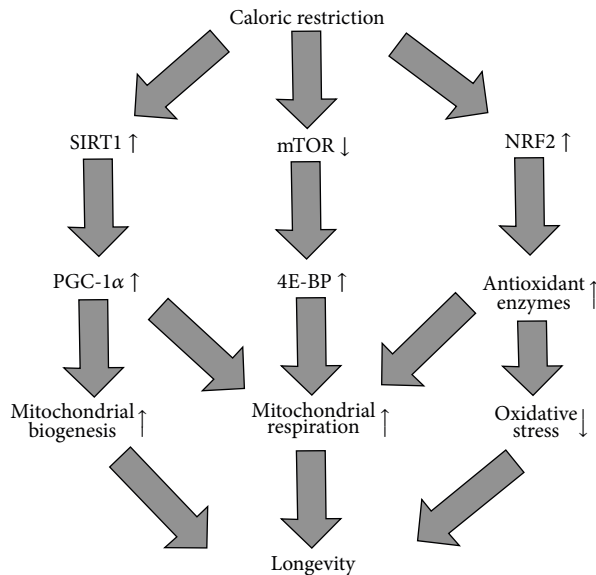 Caloric restriction
SIRT1 ↑
mTOR ↓
NRF2 ↑
PGC-1α ↑
4E-BP ↑
Antioxidant
enzymes ↑
Mitochondrial
biogenesis ↑
Mitochondrial
respiration ↑
Oxidative
stress ↓
Longevity